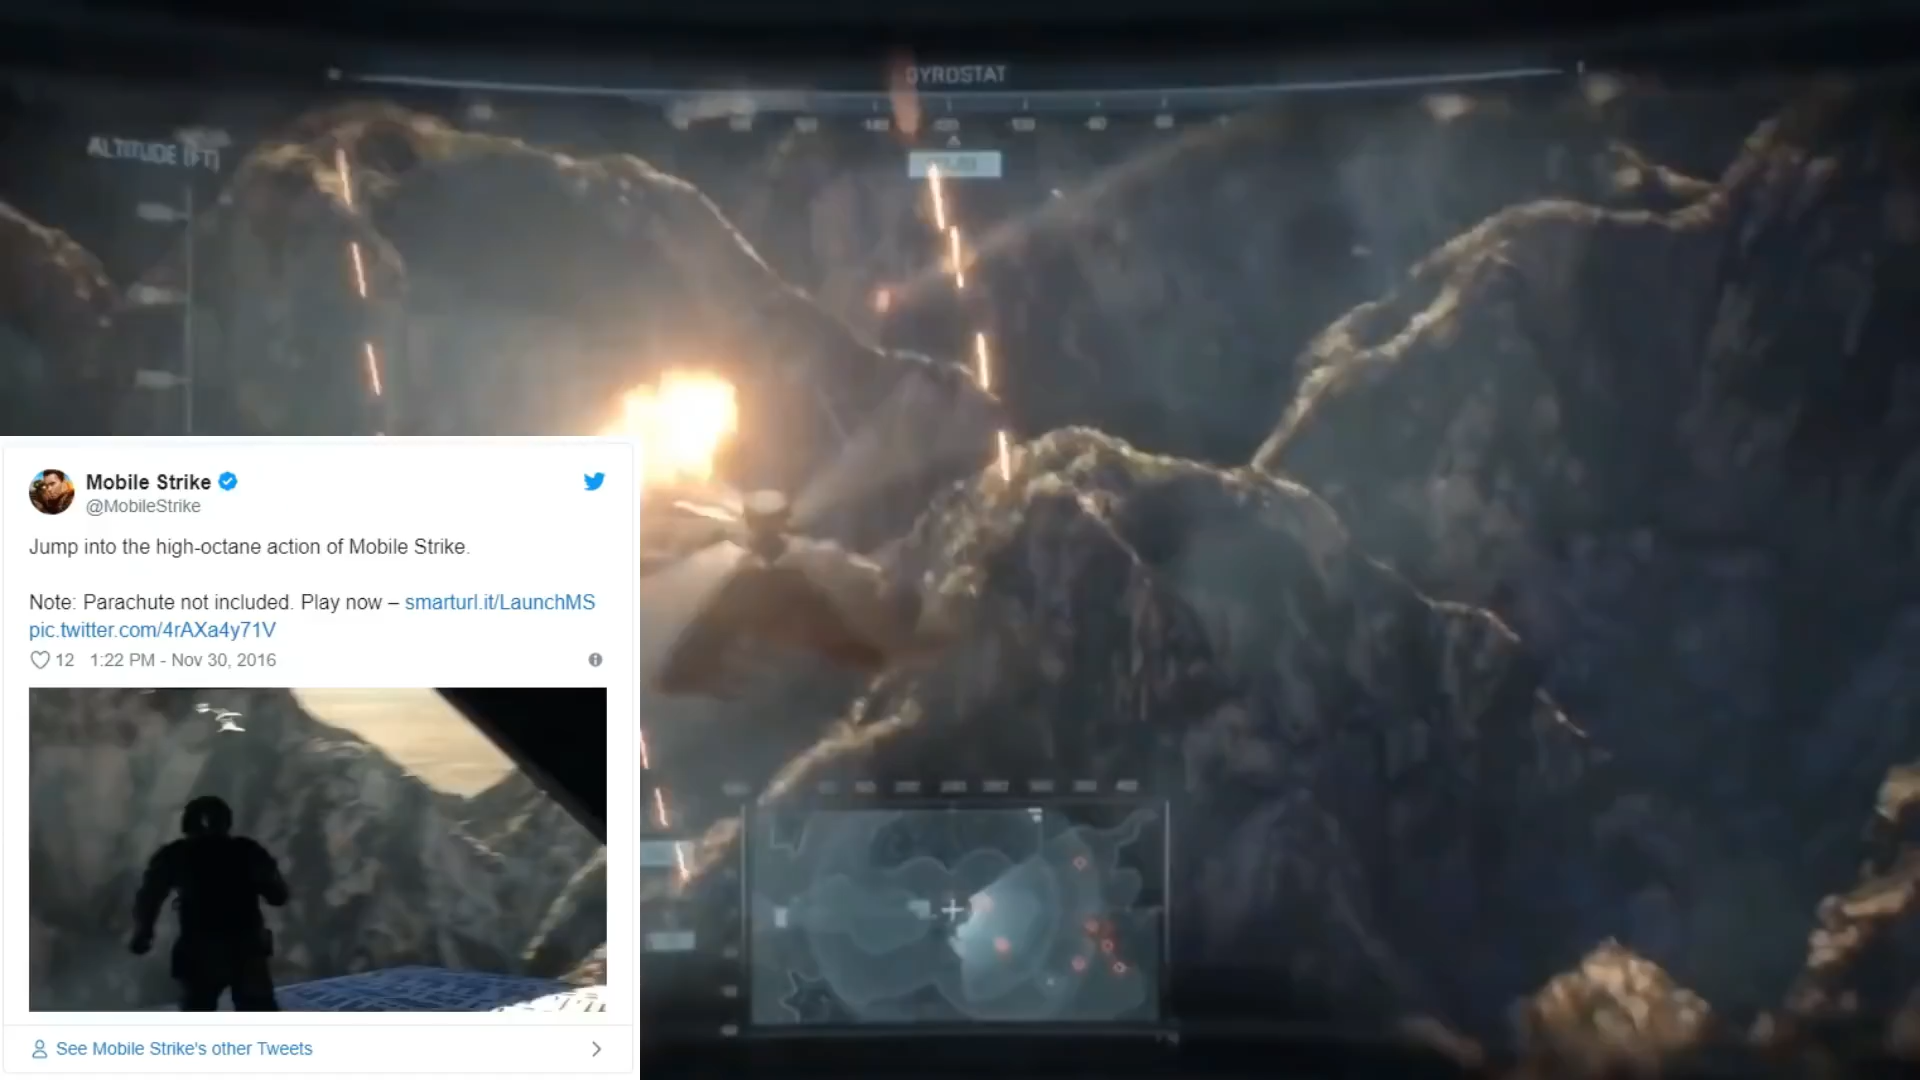 GYROSTAT
ALTITUDE (FT)
Mobile Strike
@MobileStrike
Jump into the high-octane action of Mobile Strike.
Note: Parachute not included. Play now – smarturl.it/LaunchMS
pic.twitter.com/4rAXa4y71V
12 1:22 PM - Nov 30, 2016
See Mobile Strike's other Tweets